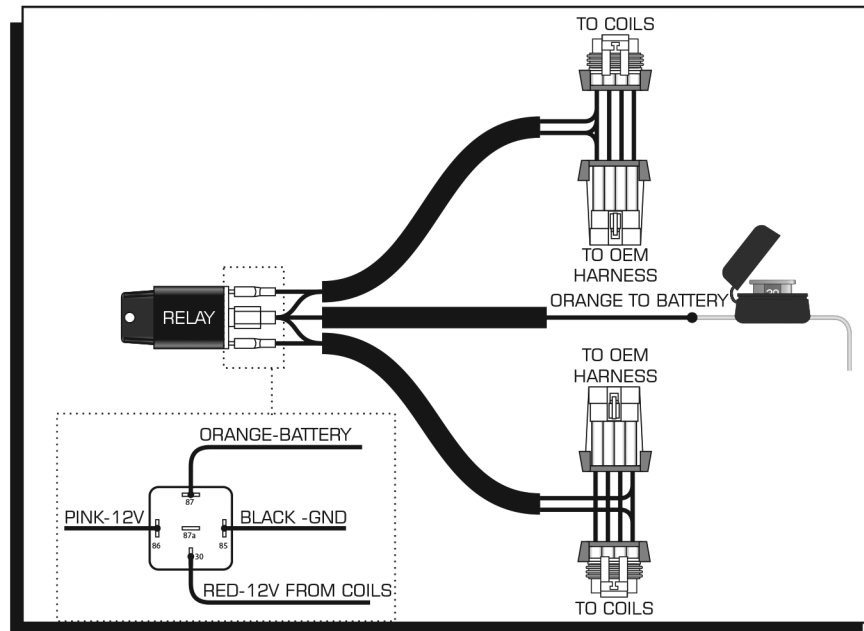 TO COILS
TO OEM
HARNESS
ORANGE TO BATTERY
RELAY
TO OEM
HARNESS
ORANGE-BATTERY
87
PINK-12V
BLACK -GND
86
87a
85
30
RED-12V FROM COILS
TO COILS